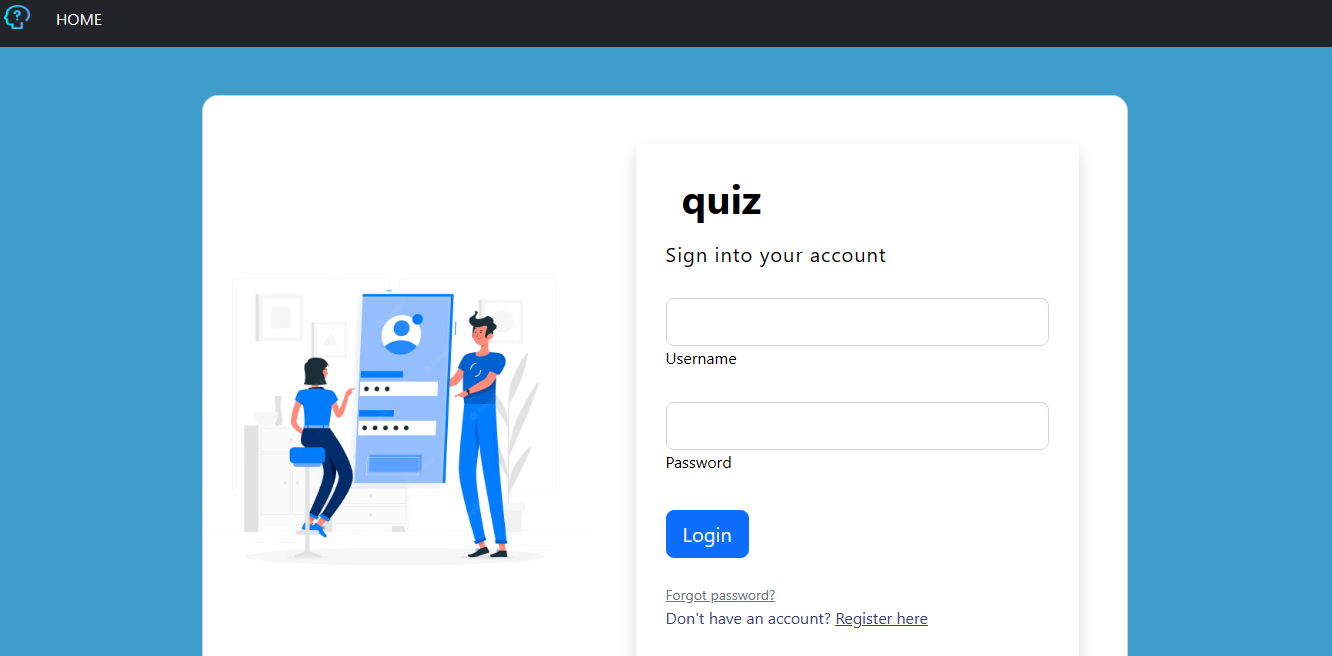 HOME
quiz
Sign into your account
Username
Password
Login
Forgot password?
Don't have an account? Register here